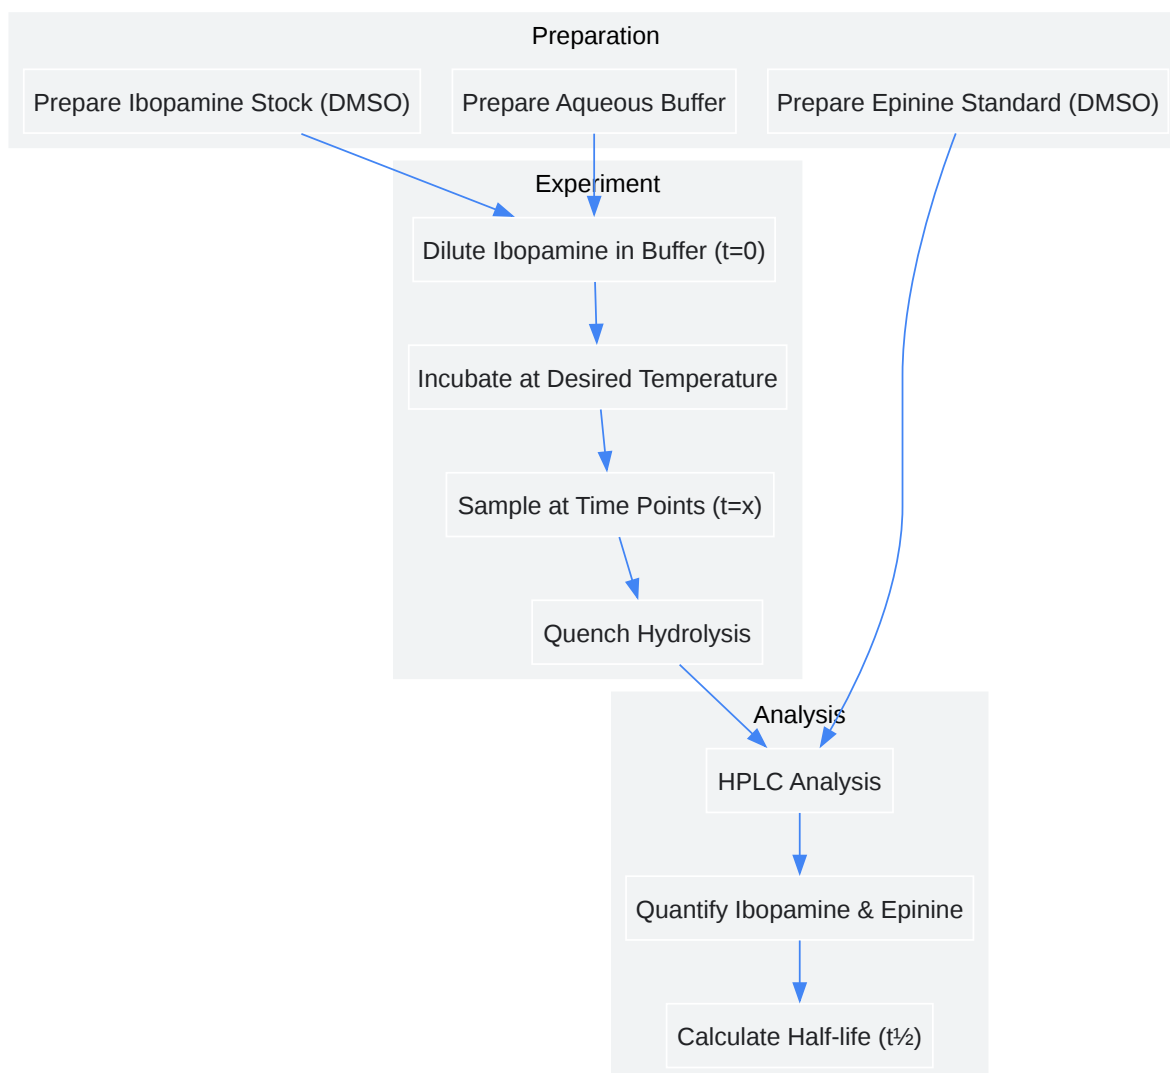 Preparation
Prepare Ibopamine Stock (DMSO)
Prepare Aqueous Buffer
Prepare Epinine Standard (DMSO)
Experiment
Dilute Ibopamine in Buffer (t=0)
Incubate at Desired Temperature
Sample at Time Points (t=x)
Quench Hydrolysis
Analysis
HPLC Analysis
Quantify Ibopamine & Epinine
Calculate Half-life (t½)